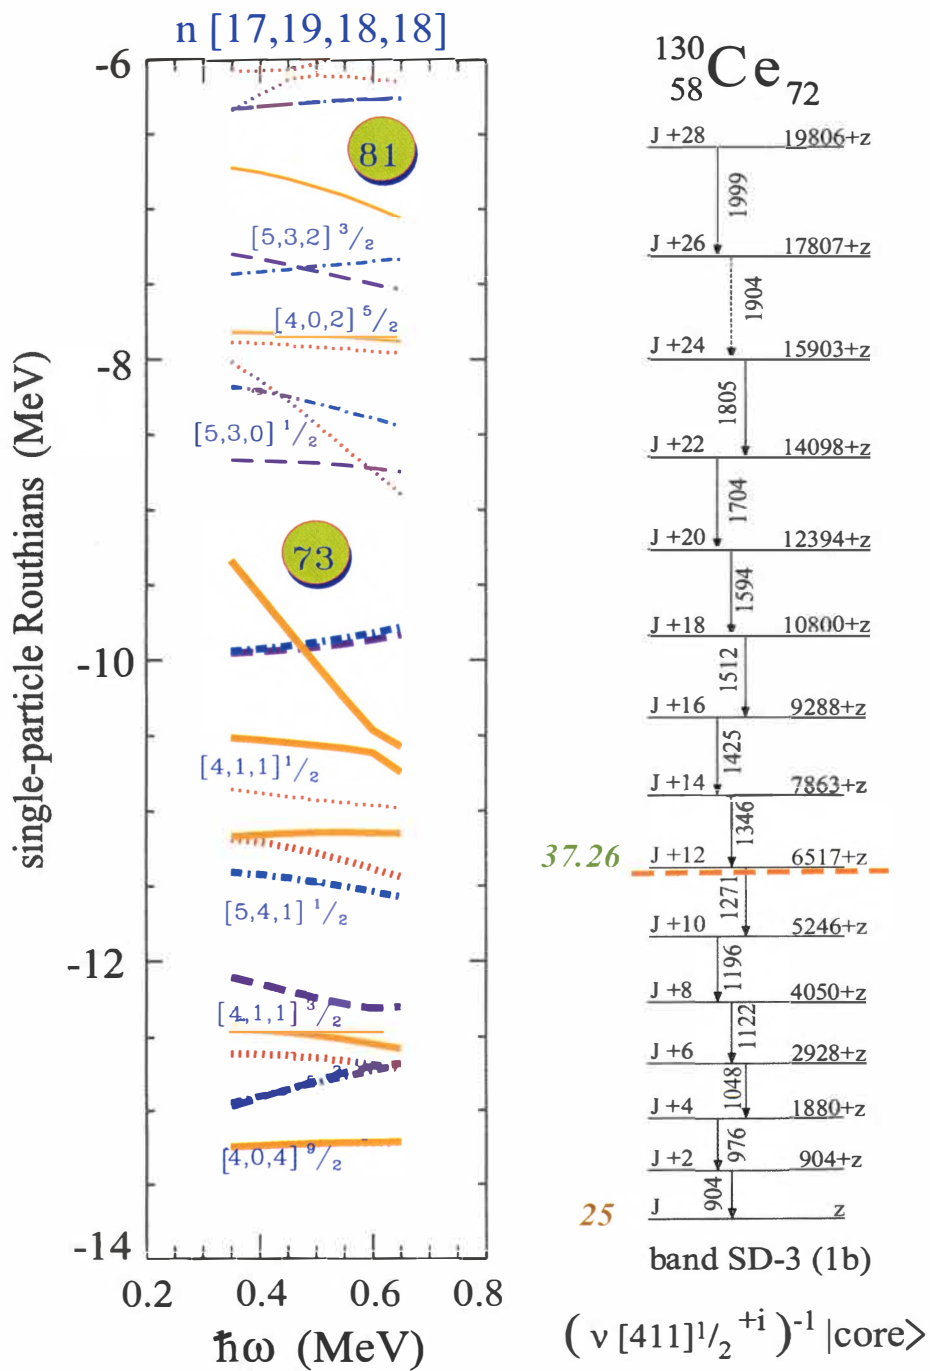 n [17,19,18,18]
-6
-8
-10
-12
-14
0.2 0.4 0.6 0.8
ħω (MeV)
single-particle Routhians (MeV)
81
[5,3,2] 3/2
[4,0,2] 5/2
[5,3,0] 1/2
73
[4,1,1] 1/2
[5,4,1] 1/2
[4,1,1] 3/2
[4,0,4] 9/2
130 58 Ce 72
J +28 19806+z
1999
J +26 17807+z
1904
J +24 15903+z
1805
J +22 14098+z
1704
J +20 12394+z
1594
J +18 10800+z
1512
J +16 9288+z
1425
J +14 7863+z
1346
37.26 J +12 6517+z
1271
J +10 5246+z
1196
J +8 4050+z
1122
J +6 2928+z
1048
J +4 1880+z
976
J +2 904+z
904
25 J z
band SD-3 (1b)
( ν [411]1/2 +i )-1 |core>